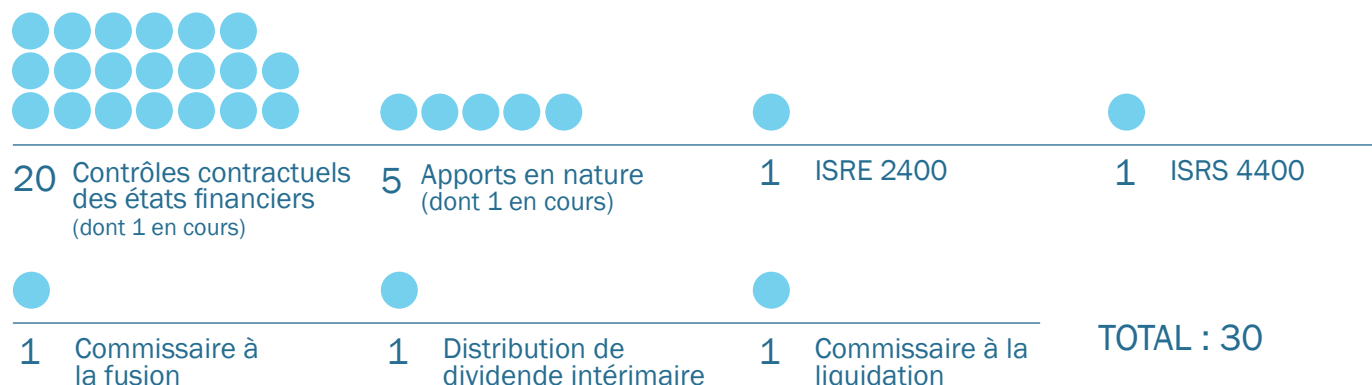 20 Contrôles contractuels
des états financiers
(dont 1 en cours)
5 Apports en nature
(dont 1 en cours)
1 ISRE 2400
1 ISRS 4400
1 Commissaire à
la fusion
1 Distribution de
dividende intérimaire
1 Commissaire à la
liquidation
TOTAL : 30